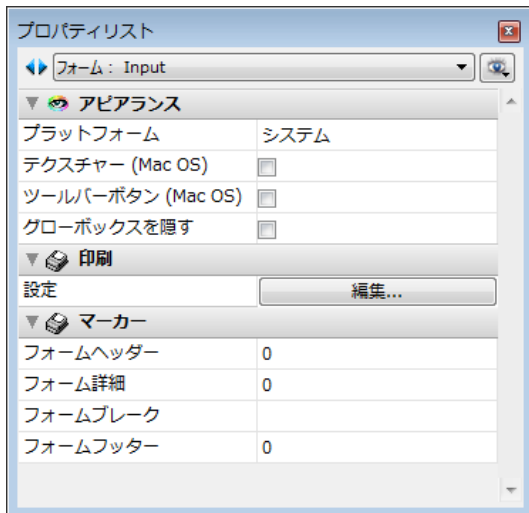 プロパティリスト
フォーム : Input
アピアランス
プラットフォーム システム
テクスチャー (Mac OS)
ツールバーボタン (Mac OS)
グローボックスを隠す
印刷
設定 編集...
マーカー
フォームヘッダー 0
フォーム詳細 0
フォームブレーク
フォームフッター 0